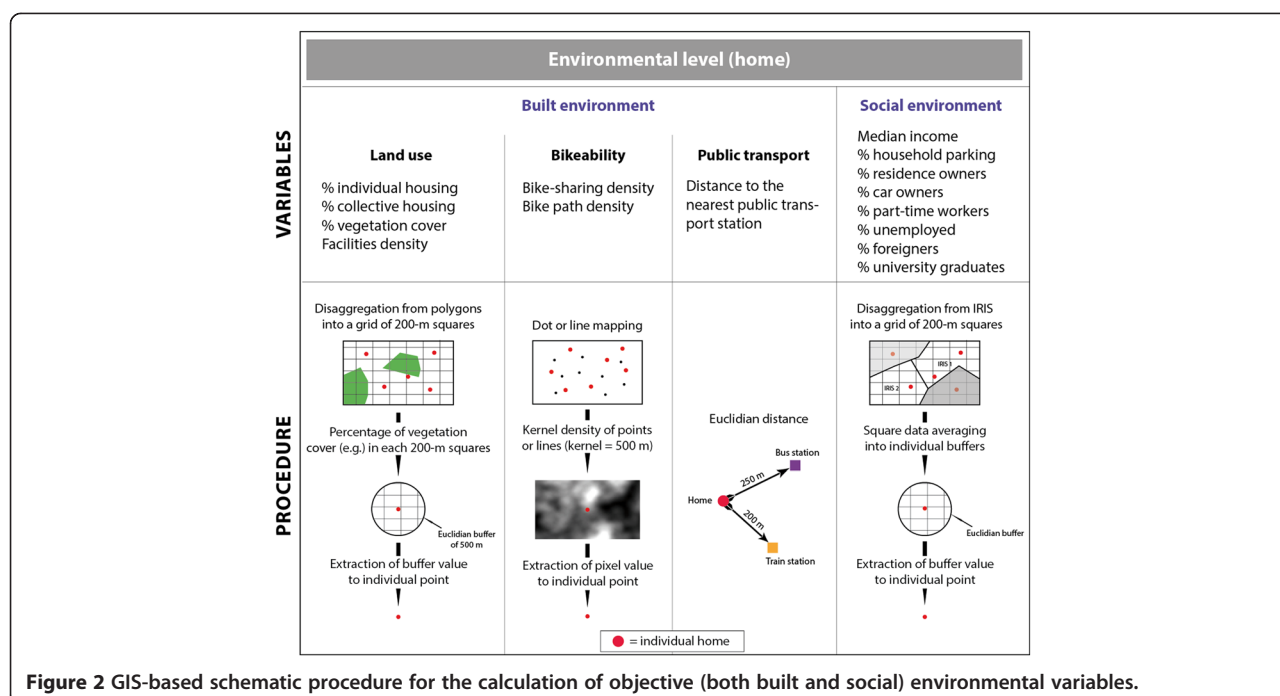 Environmental level (home)
VARIABLES
Built environment
Land use
% individual housing
% collective housing
% vegetation cover
Facilities density
Bikeability
Bike-sharing density
Bike path density
Public transport
Distance to the
nearest public trans-
port station
Social environment
Median income
% household parking
% residence owners
% car owners
% part-time workers
% unemployed
% foreigners
% university graduates
PROCEDURE
Disaggregation from polygons
into a grid of 200-m squares
Percentage of vegetation
cover (e.g.) in each 200-m squares
Euclidian buffer
of 500 m
Extraction of buffer value
to individual point
Dot or line mapping
Kernel density of points
or lines (kernel = 500 m)
Extraction of pixel value
to individual point
Euclidian distance
Bus station
250 m
Home
200 m
Train station
Disaggregation from IRIS
into a grid of 200-m squares
IRIS 1
IRIS 2
Square data averaging
into individual buffers
Euclidian buffer
Extraction of buffer value
to individual point
= individual home
Figure 2 GIS-based schematic procedure for the calculation of objective (both built and social) environmental variables.